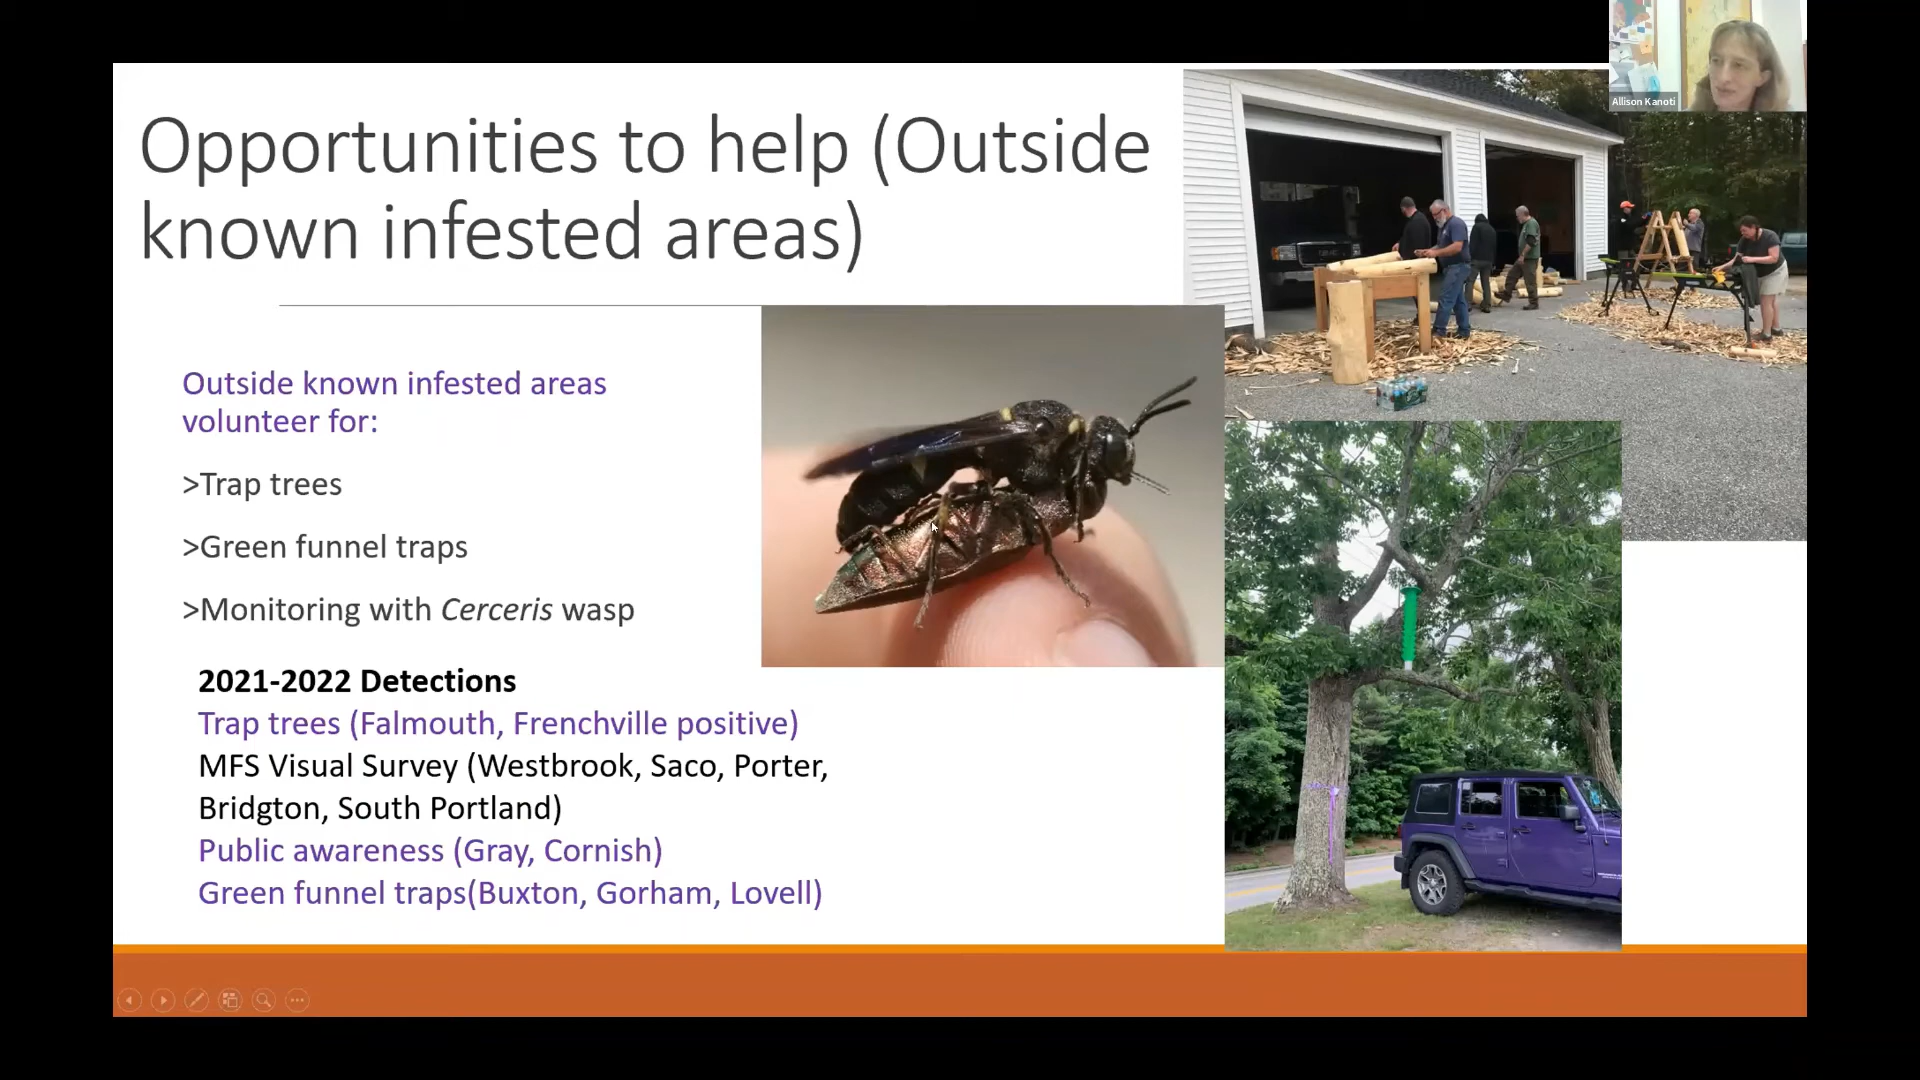 Opportunities to help (Outside
known infested areas)
Allison Kanoti
Outside known infested areas
volunteer for:
>Trap trees
>Green funnel traps
>Monitoring with Cerceris wasp
2021-2022 Detections
Trap trees (Falmouth, Frenchville positive)
MFS Visual Survey (Westbrook, Saco, Porter,
Bridgton, South Portland)
Public awareness (Gray, Cornish)
Green funnel traps(Buxton, Gorham, Lovell)